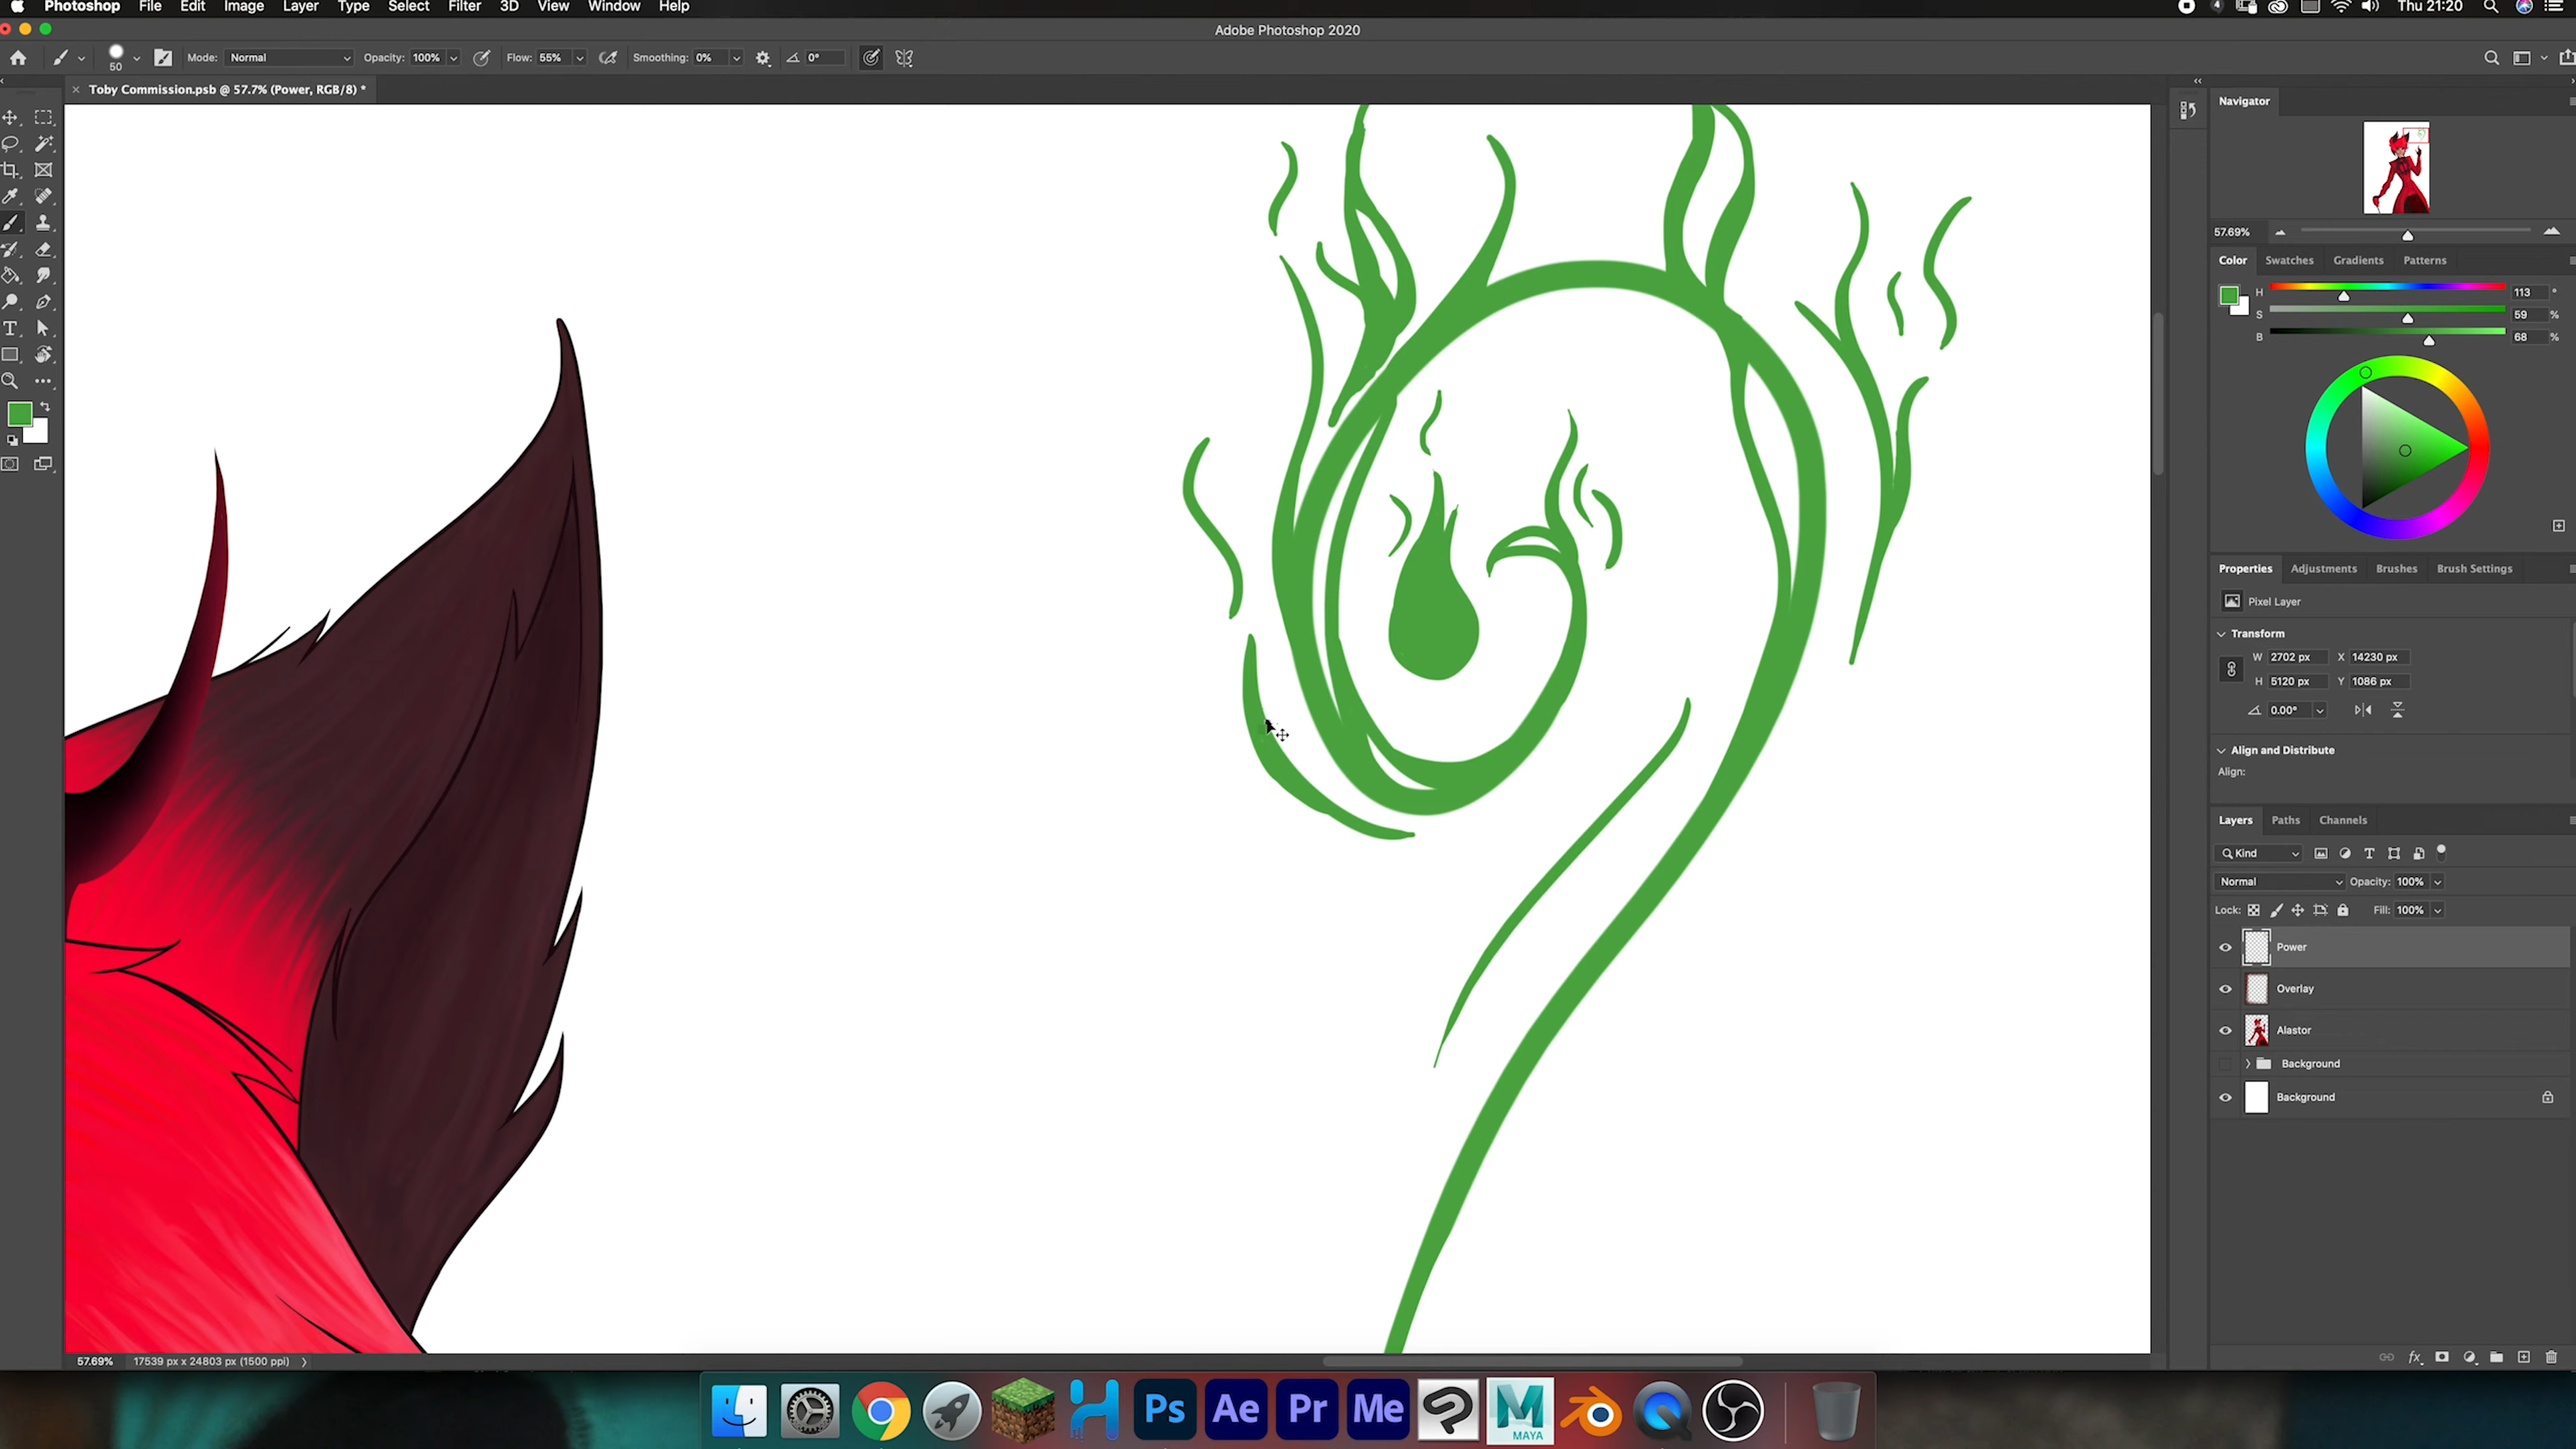 Photoshop File Edit Image Layer Type Select Filter 3D View Window Help
4 Thu 21:20
Adobe Photoshop 2020
50 Mode: Normal Opacity: 100% Flow: 55% Smoothing: 0% 0°
× Toby Commission.psb @ 57.7% (Power, RGB/8) *
Navigator
57.69%
Color Swatches Gradients Patterns
H 113 °
S 59 %
B 68 %
Properties Adjustments Brushes Brush Settings
Pixel Layer
Transform
W 2702 px X 14230 px
H 5120 px Y 1086 px
0.00°
Align and Distribute
Align:
Layers Paths Channels
Kind
Normal Opacity: 100%
Lock: Fill: 100%
Power
Overlay
Alastor
Background
Background
fx
57.69% 17539 px x 24803 px (1500 ppi)
Ps Ae Pr Me M
MAYA